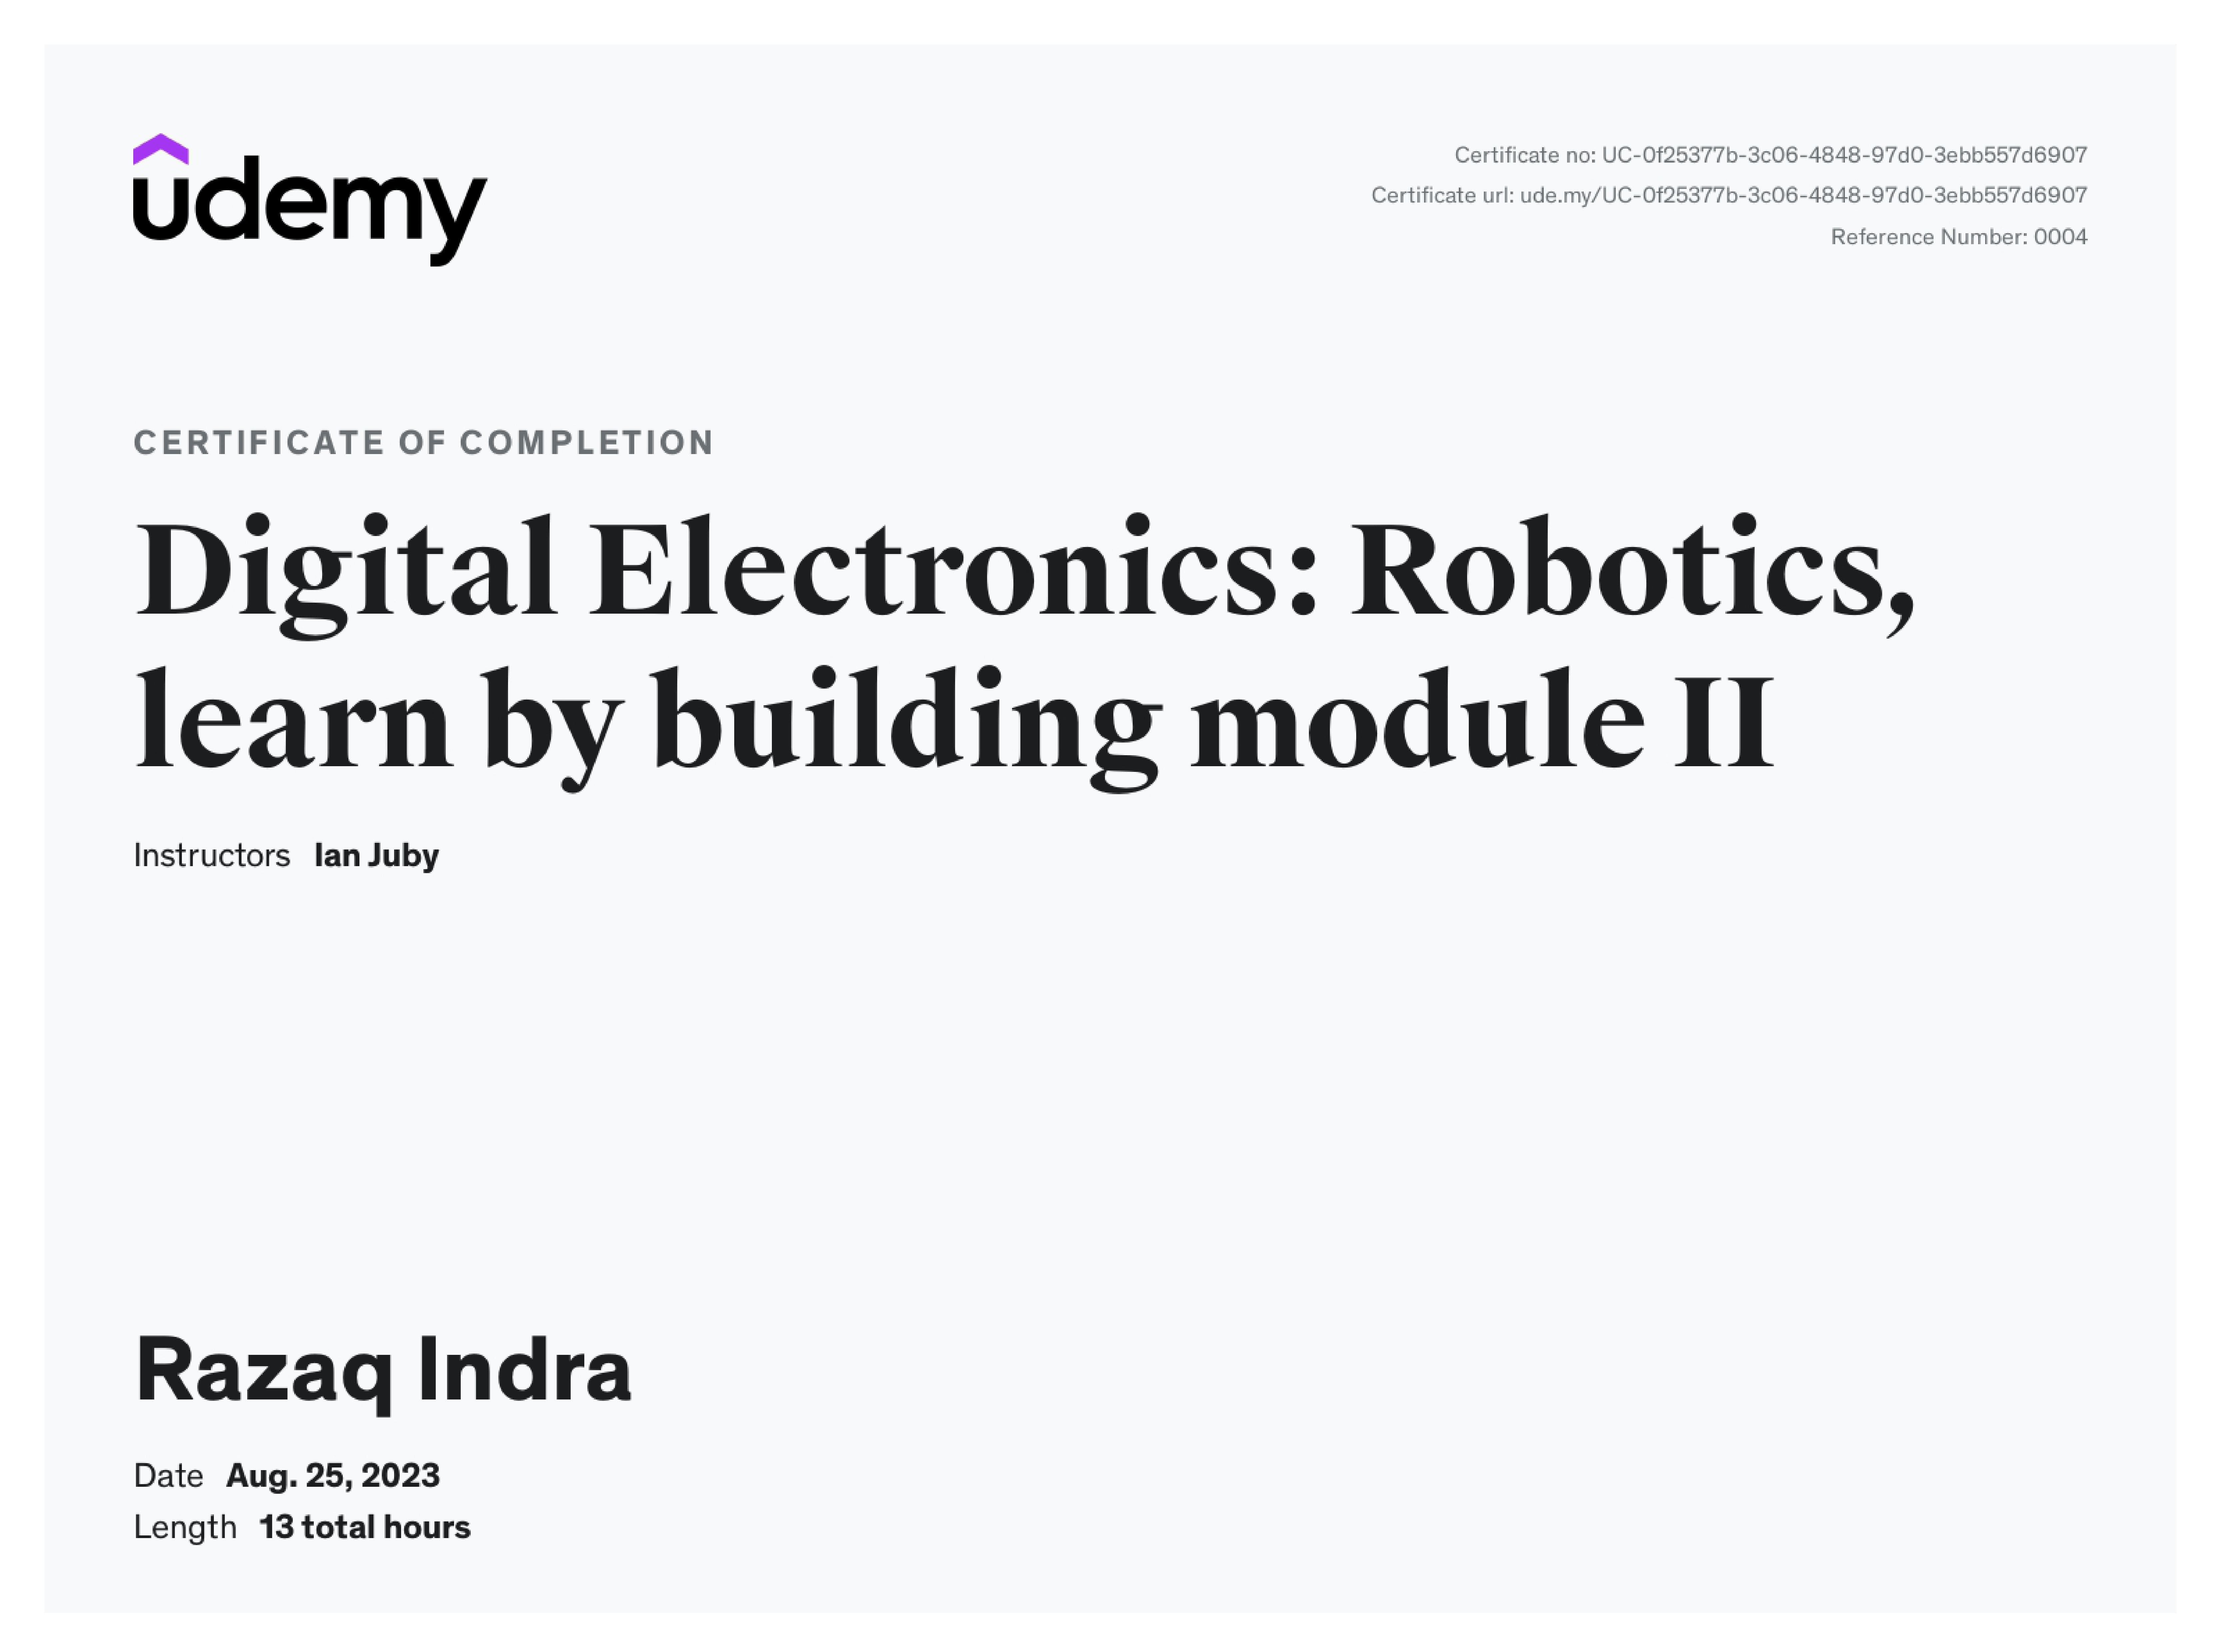 udemy
Certificate no: UC-0f25377b-3c06-4848-97d0-3ebb557d6907
Certificate url: ude.my/UC-0f25377b-3c06-4848-97d0-3ebb557d6907
Reference Number: 0004
CERTIFICATE OF COMPLETION
Digital Electronics: Robotics,
learn by building module II
Instructors Ian Juby
Razaq Indra
Date Aug. 25, 2023
Length 13 total hours